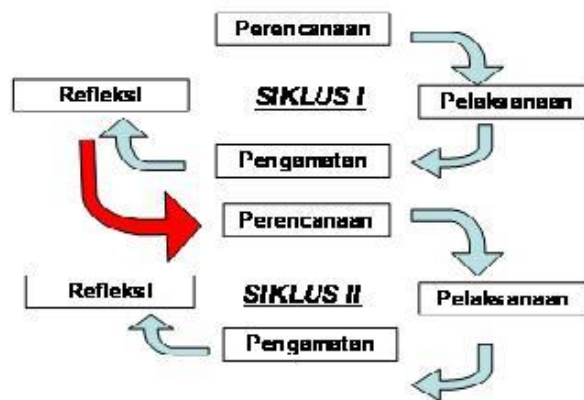 Perencanaan
Refleksi
SIKLUS I
Pelaksanaan
Pengamatan
Perencanaan
Refleksi
SIKLUS II
Pelaksanaan
Pengamatan